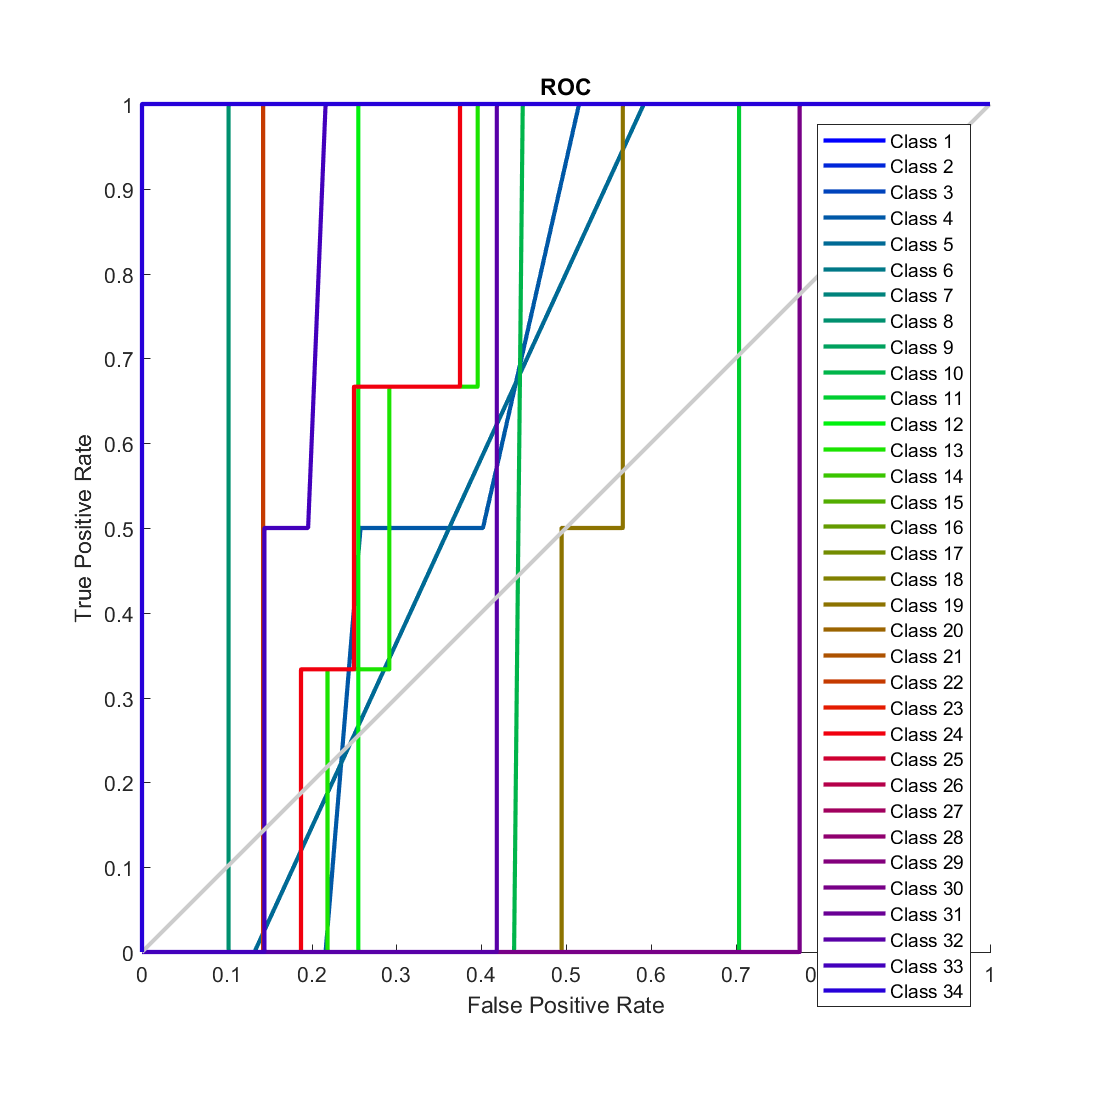 ROC
True Positive Rate
1
0.9
0.8
0.7
0.6
0.5
0.4
0.3
0.2
0.1
0
Class 1
Class 2
Class 3
Class 4
Class 5
Class 6
Class 7
Class 8
Class 9
Class 10
Class 11
Class 12
Class 13
Class 14
Class 15
Class 16
Class 17
Class 18
Class 19
Class 20
Class 21
Class 22
Class 23
Class 24
Class 25
Class 26
Class 27
Class 28
Class 29
Class 30
Class 31
Class 32
Class 33
Class 34
0 0.1 0.2 0.3 0.4 0.5 0.6 0.7 1
False Positive Rate